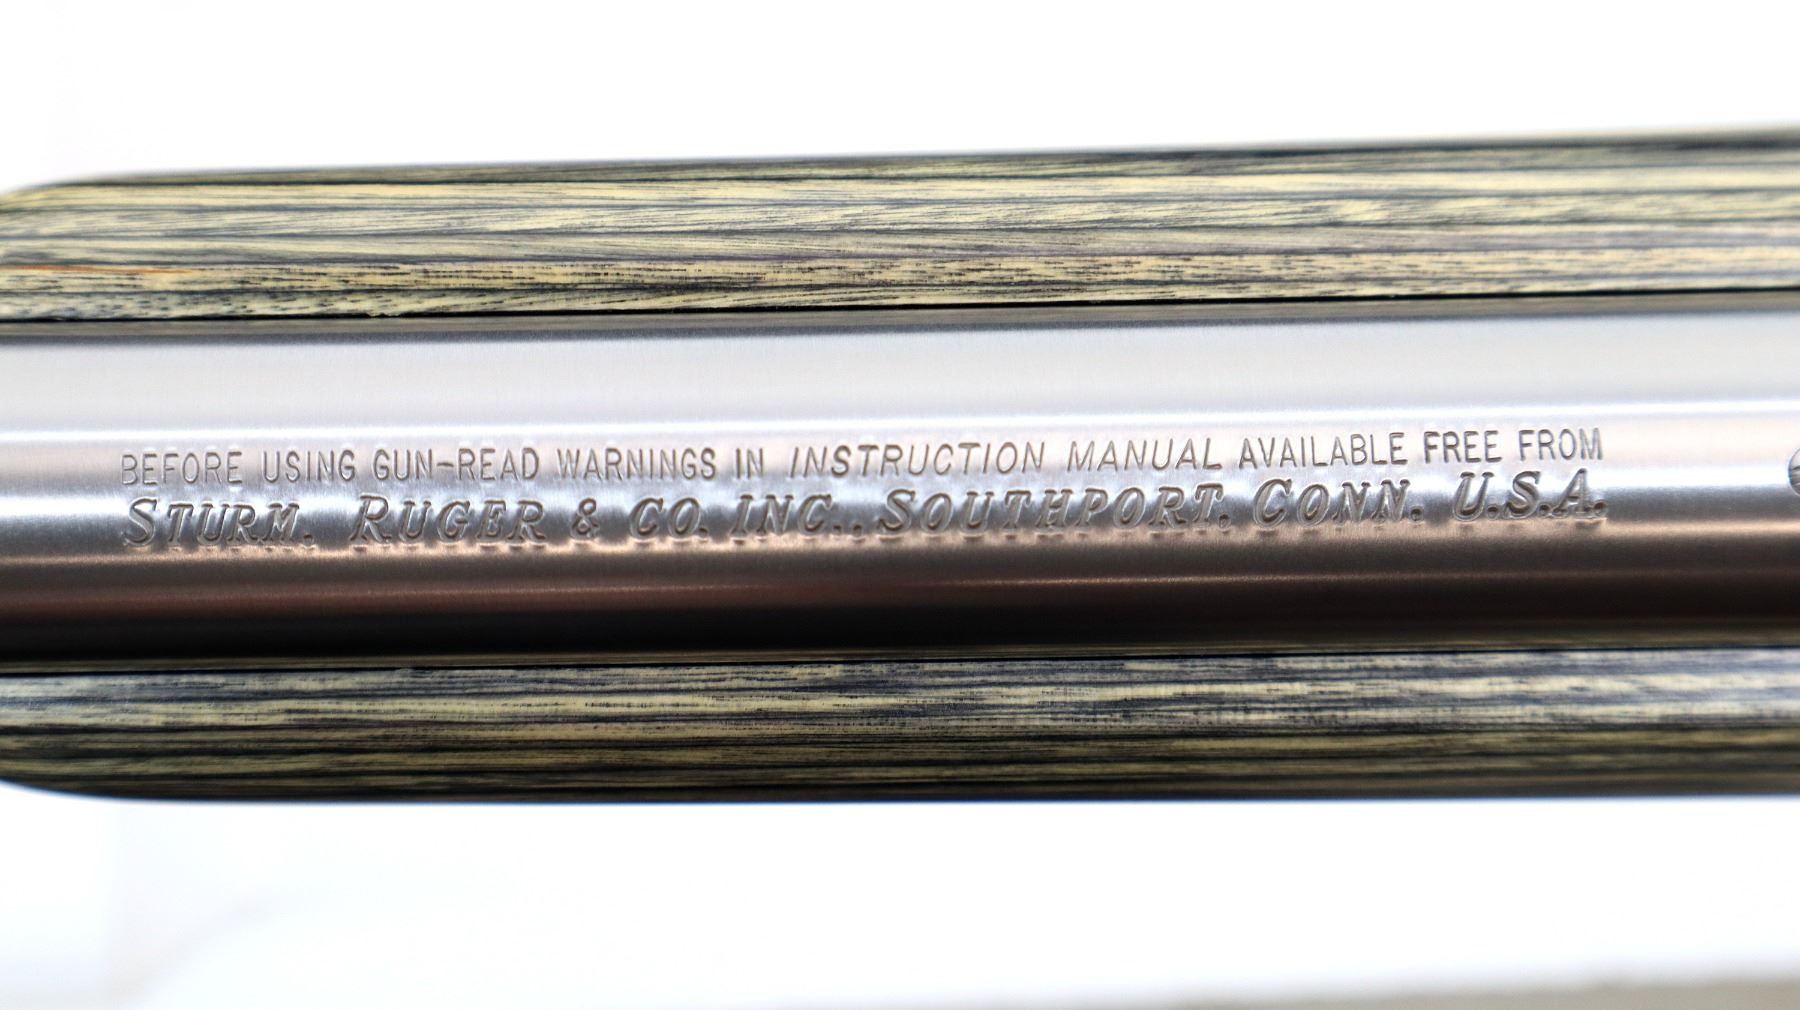 BEFORE USING GUN-READ WARNINGS IN INSTRUCTION MANUAL AVAILABLE FREE FROM
STURM, RUGER & CO. INC., SOUTHPORT, CONN. U.S.A.